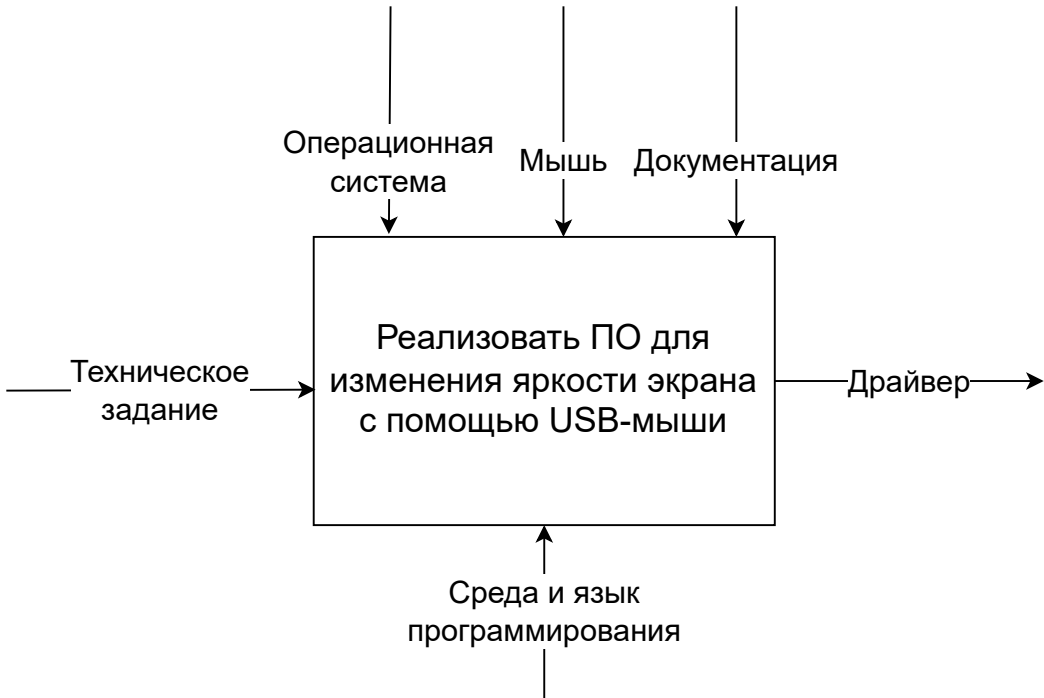 Операционная
система
Мышь
Документация
Реализовать ПО для
изменения яркости экрана
с помощью USB-мыши
Техническое
задание
Драйвер
Среда и язык
программирования